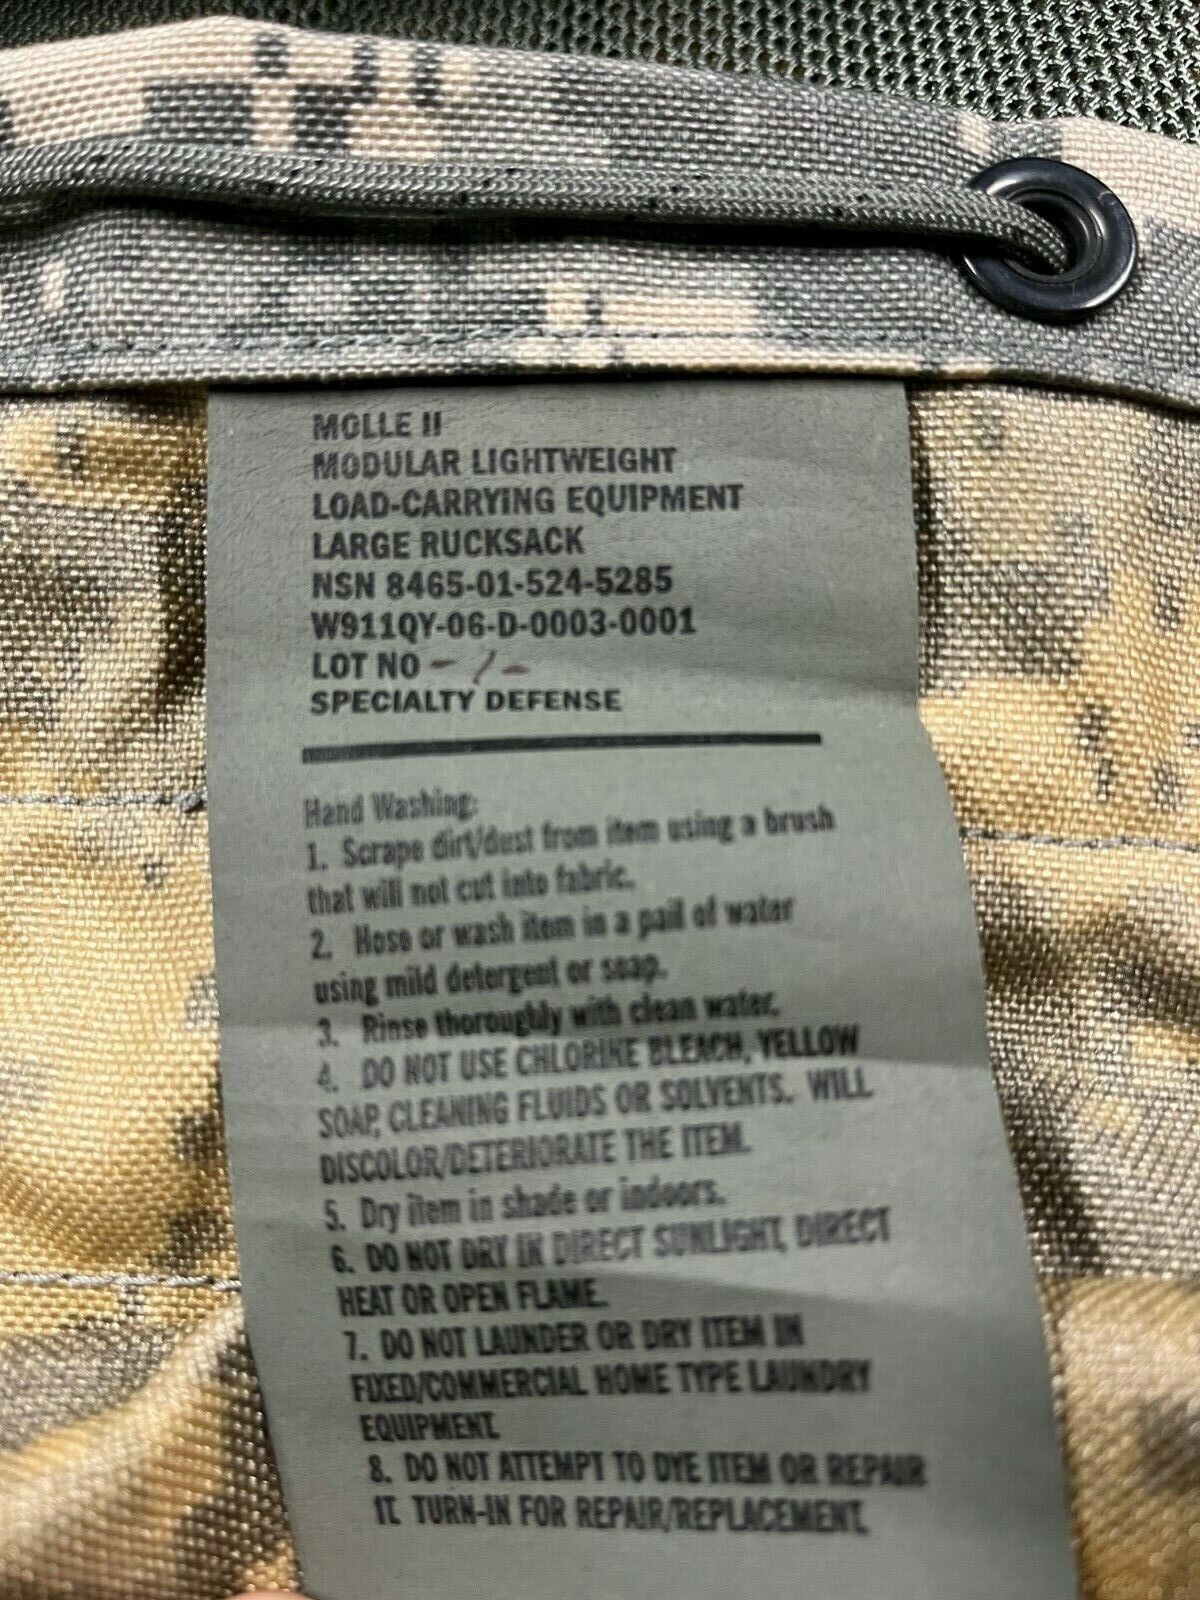 MOLLE II
MODULAR LIGHTWEIGHT
LOAD-CARRYING EQUIPMENT
LARGE RUCKSACK
NSN 8465-01-524-5285
W911QY-06-D-0003-0001
LOT NO -1-
SPECIALTY DEFENSE
Hand Washing:
1. Scrape dirt/dust from item using a brush
that will not cut into fabric.
2. Hose or wash item in a pail of water
using mild detergent or soap.
3. Rinse thoroughly with clean water.
4. DO NOT USE CHLORINE BLEACH, YELLOW
SOAP, CLEANING FLUIDS OR SOLVENTS. WILL
DISCOLOR/DETERIORATE THE ITEM.
5. Dry item in shade or indoors.
6. DO NOT DRY IN DIRECT SUNLIGHT, DIRECT
HEAT OR OPEN FLAME.
7. DO NOT LAUNDER OR DRY ITEM IN
FIXED/COMMERCIAL HOME TYPE LAUNDRY
EQUIPMENT.
8. DO NOT ATTEMPT TO DYE ITEM OR REPAIR
IT. TURN-IN FOR REPAIR/REPLACEMENT.